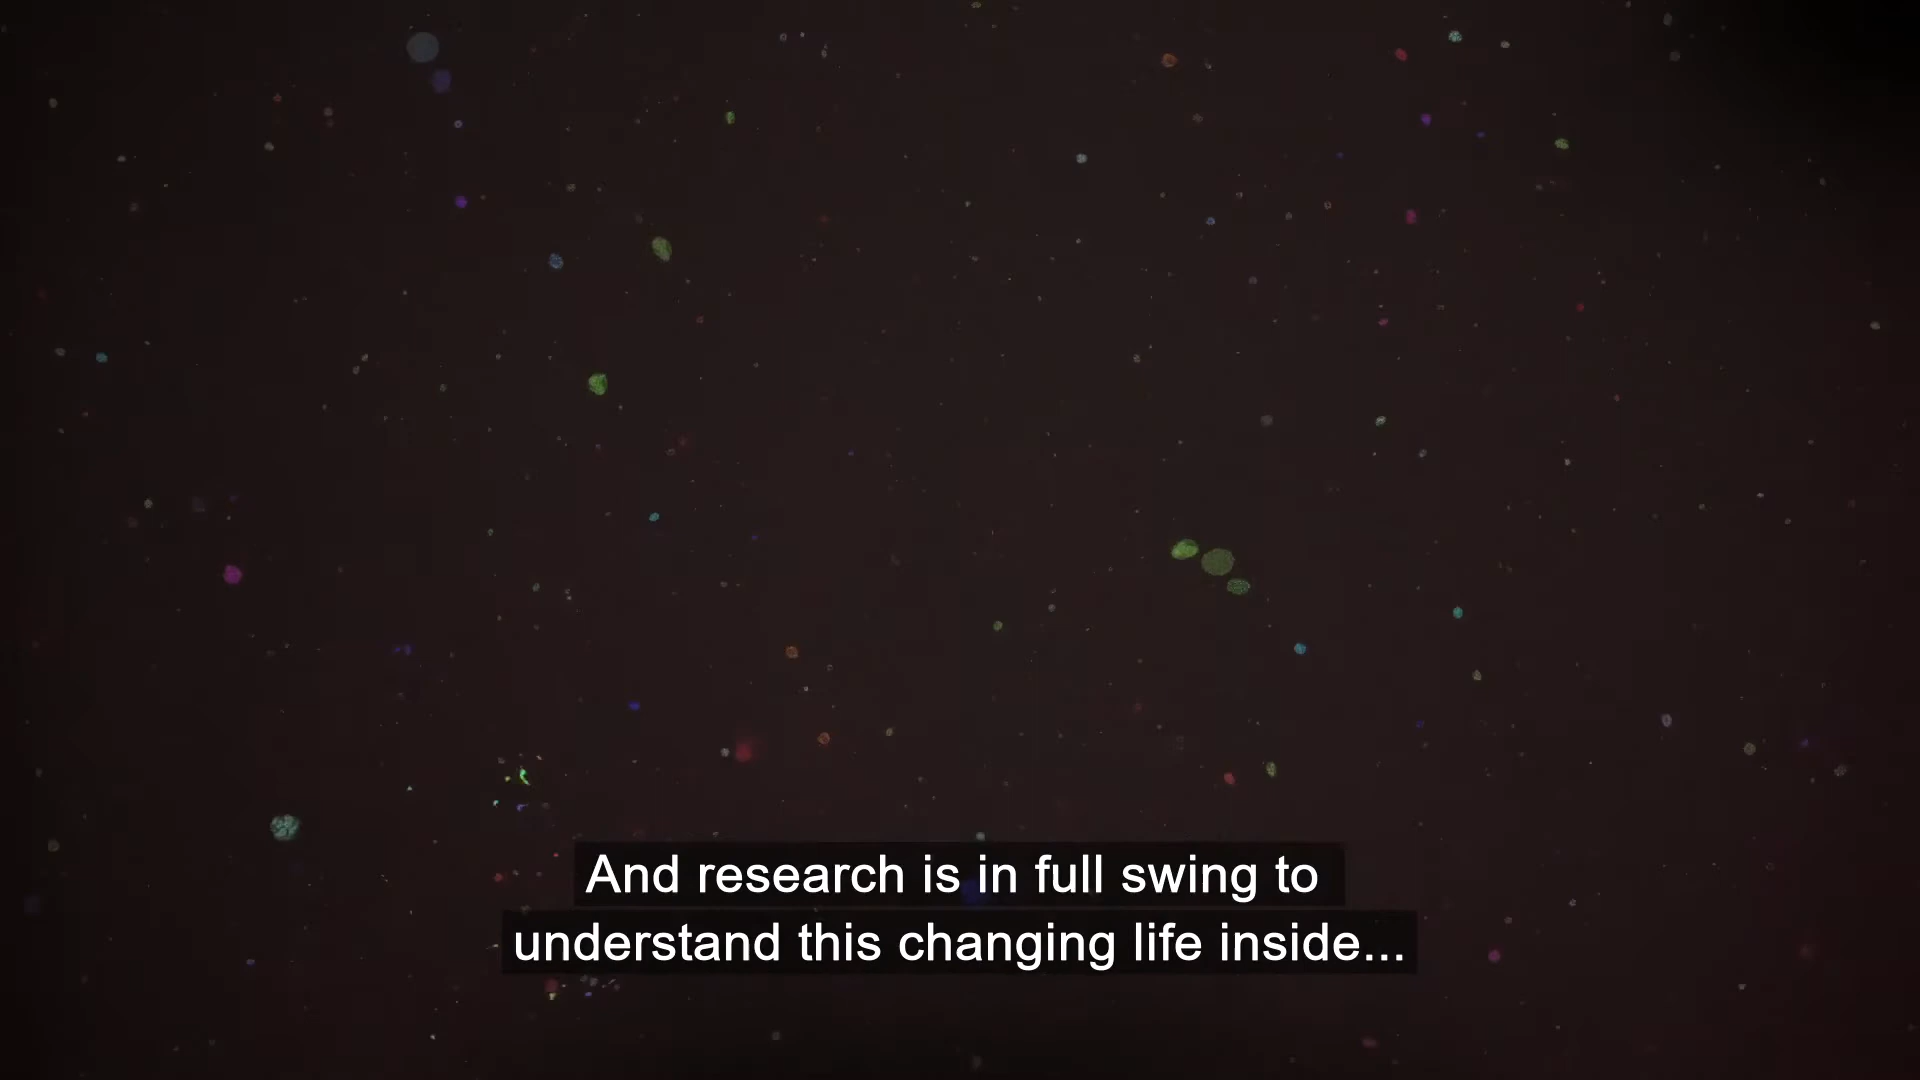 And research is in full swing to
understand this changing life inside...